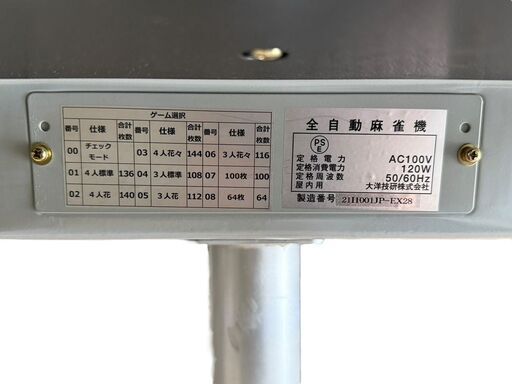 ゲーム選択
番号 仕様 合計枚数 番号 仕様 合計枚数 番号 仕様 合計枚数
00 チェックモード 03 4人花々 144 06 3人花々 116
01 4人標準 136 04 3人標準 108 07 100枚 100
02 4人花 140 05 3人花 112 08 64枚 64
全自動麻雀機
PS
E
定格電力 AC100V
定格消費電力 120W
定格周波数 50/60Hz
屋内用 大洋技研株式会社
製造番号 21H001JP-EX28